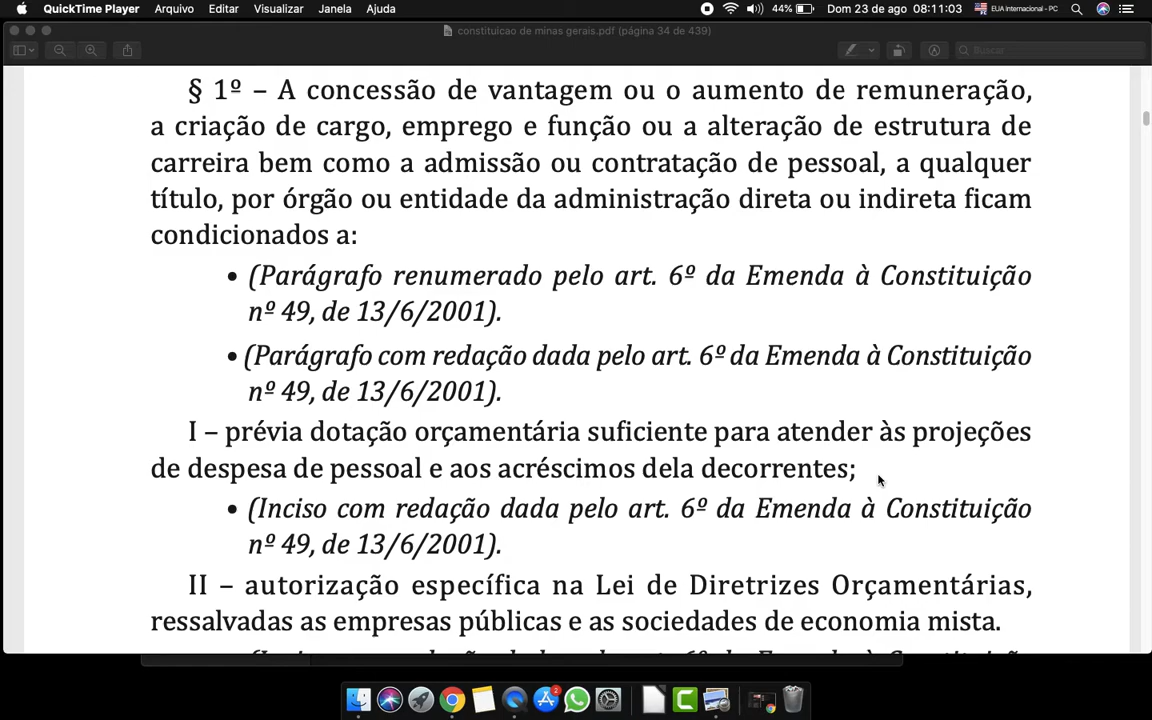 QuickTime Player Arquivo Editar Visualizar Janela Ajuda 44% Dom 23 de ago 08:11:03 EUA Internacional - PC
constituicao de minas gerais.pdf (página 34 de 439)
Buscar
§ 1º – A concessão de vantagem ou o aumento de remuneração,
a criação de cargo, emprego e função ou a alteração de estrutura de
carreira bem como a admissão ou contratação de pessoal, a qualquer
título, por órgão ou entidade da administração direta ou indireta ficam
condicionados a:
• (Parágrafo renumerado pelo art. 6º da Emenda à Constituição
nº 49, de 13/6/2001).
• (Parágrafo com redação dada pelo art. 6º da Emenda à Constituição
nº 49, de 13/6/2001).
I – prévia dotação orçamentária suficiente para atender às projeções
de despesa de pessoal e aos acréscimos dela decorrentes;
• (Inciso com redação dada pelo art. 6º da Emenda à Constituição
nº 49, de 13/6/2001).
II – autorização específica na Lei de Diretrizes Orçamentárias,
ressalvadas as empresas públicas e as sociedades de economia mista.
2